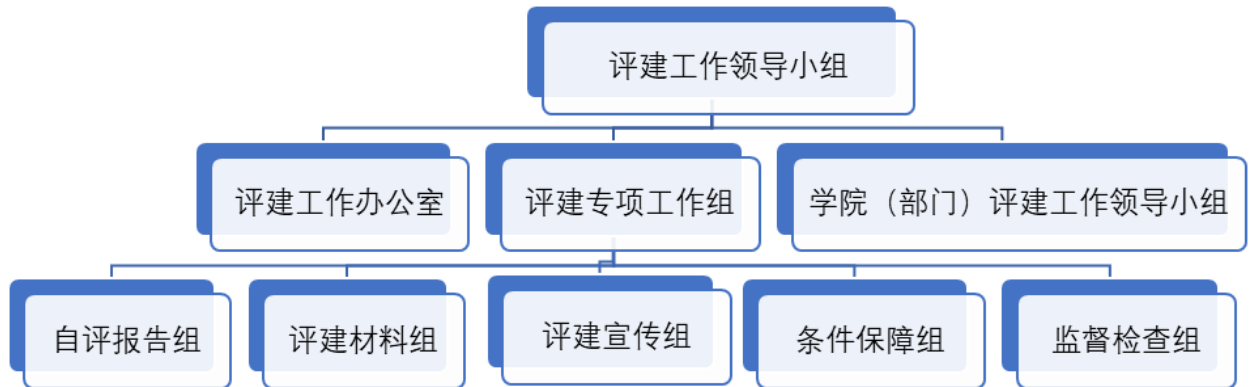 评建工作领导小组
评建工作办公室
评建专项工作组
学院（部门）评建工作领导小组
自评报告组
评建材料组
评建宣传组
条件保障组
监督检查组